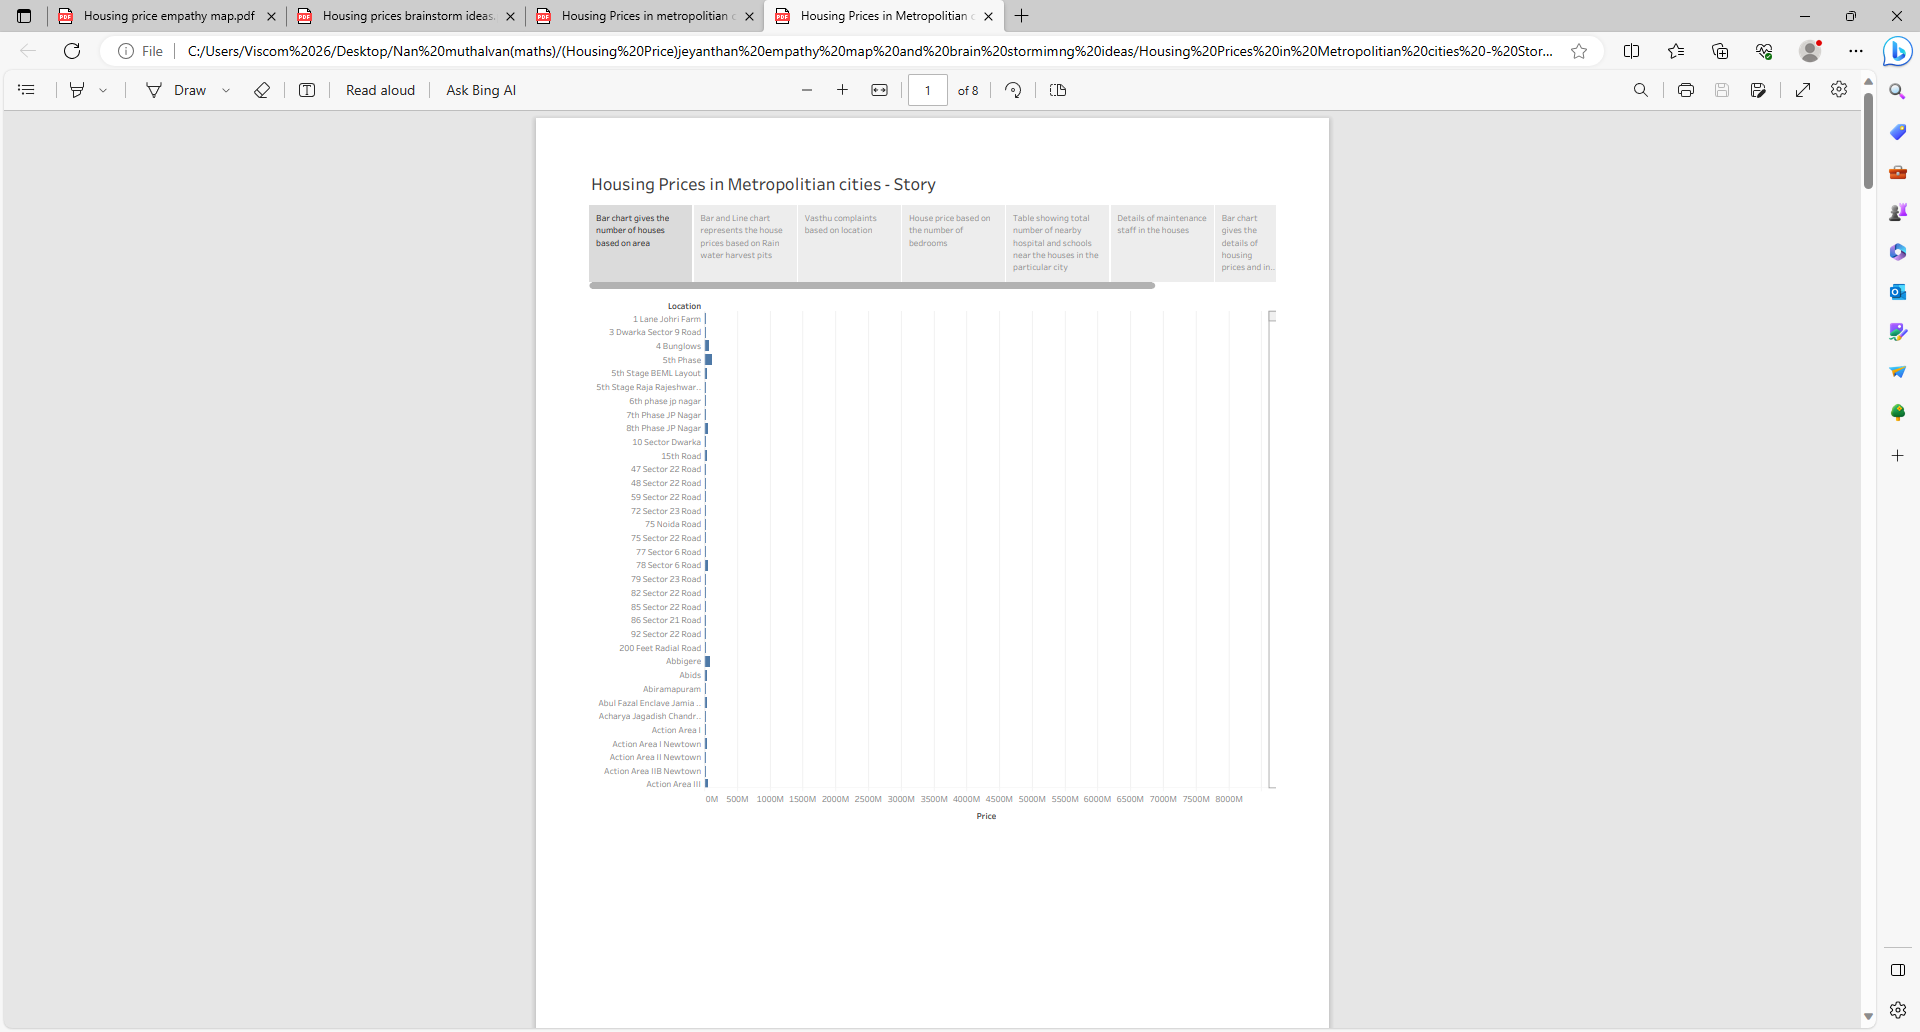 Housing price empathy map.pdf
Housing prices brainstorm ideas.
Housing Prices in metropolitian c
Housing Prices in Metropolitian c
File
C:/Users/Viscom%2026/Desktop/Nan%20muthalvan(maths)/(Housing%20Price)jeyanthan%20empathy%20map%20and%20brain%20stormimng%20ideas/Housing%20Prices%20in%20Metropolitian%20cities%20-%20Stor...
Draw
Read aloud
Ask Bing AI
1 of 8
Housing Prices in Metropolitian cities - Story
Bar chart gives the
number of houses
based on area
Bar and Line chart
represents the house
prices based on Rain
water harvest pits
Vasthu complaints
based on location
House price based on
the number of
bedrooms
Table showing total
number of nearby
hospital and schools
near the houses in the
particular city
Details of maintenance
staff in the houses
Bar chart
gives the
details of
housing
prices and in..
Location
1 Lane Johri Farm
3 Dwarka Sector 9 Road
4 Bunglows
5th Phase
5th Stage BEML Layout
5th Stage Raja Rajeshwar..
6th phase jp nagar
7th Phase JP Nagar
8th Phase JP Nagar
10 Sector Dwarka
15th Road
47 Sector 22 Road
48 Sector 22 Road
59 Sector 22 Road
72 Sector 23 Road
75 Noida Road
75 Sector 22 Road
77 Sector 6 Road
78 Sector 6 Road
79 Sector 23 Road
82 Sector 22 Road
85 Sector 22 Road
86 Sector 21 Road
92 Sector 22 Road
200 Feet Radial Road
Abbigere
Abids
Abiramapuram
Abul Fazal Enclave Jamia ..
Acharya Jagadish Chandr..
Action Area I
Action Area I Newtown
Action Area II Newtown
Action Area IIB Newtown
Action Area III
0M 500M 1000M 1500M 2000M 2500M 3000M 3500M 4000M 4500M 5000M 5500M 6000M 6500M 7000M 7500M 8000M
Price